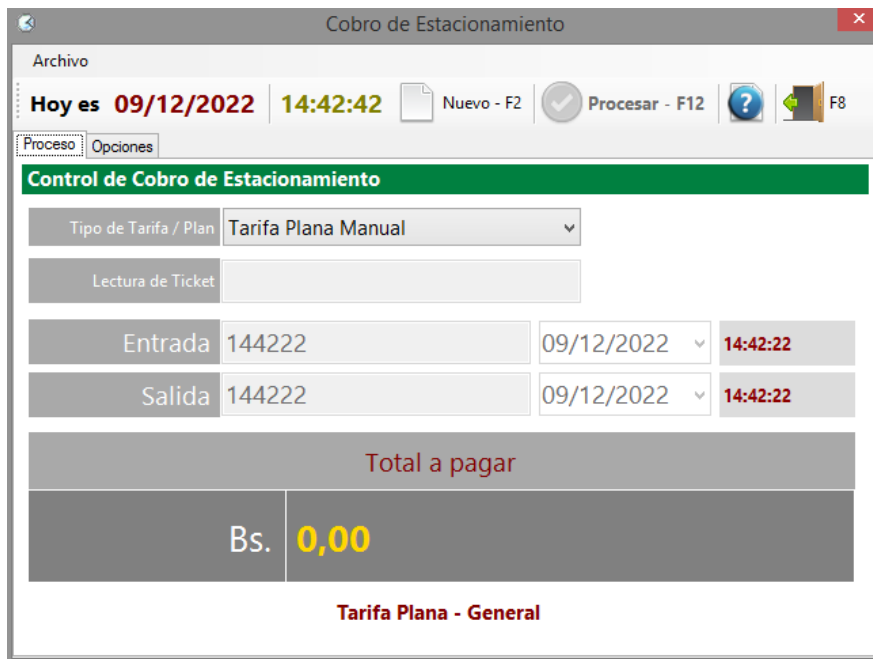 Cobro de Estacionamiento
Archivo
Hoy es 09/12/2022 14:42:42 Nuevo - F2 Procesar - F12 F8
Proceso Opciones
Control de Cobro de Estacionamiento
Tipo de Tarifa / Plan Tarifa Plana Manual
Lectura de Ticket
Entrada 144222 09/12/2022 14:42:22
Salida 144222 09/12/2022 14:42:22
Total a pagar
Bs. 0,00
Tarifa Plana - General